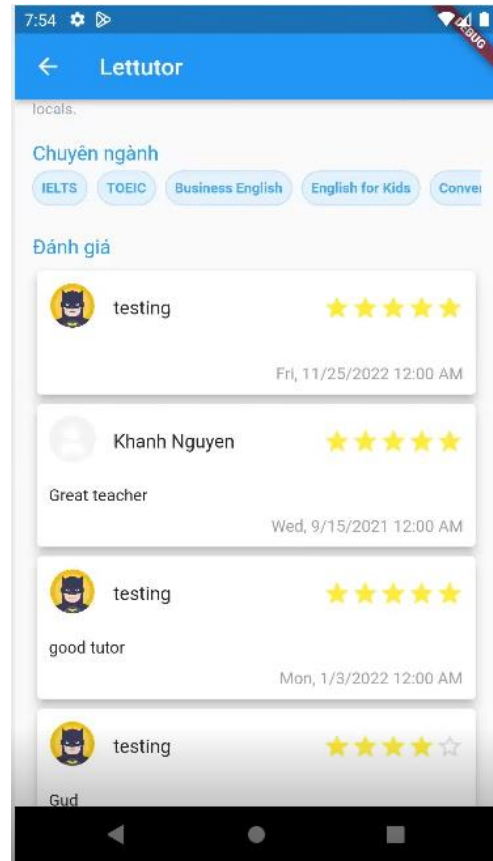 7:54
DEBUG
Lettutor
locals.
Chuyên ngành
IELTS TOEIC Business English English for Kids Conver
Đánh giá
testing
Fri, 11/25/2022 12:00 AM
Khanh Nguyen
Great teacher
Wed, 9/15/2021 12:00 AM
testing
good tutor
Mon, 1/3/2022 12:00 AM
testing
Gud